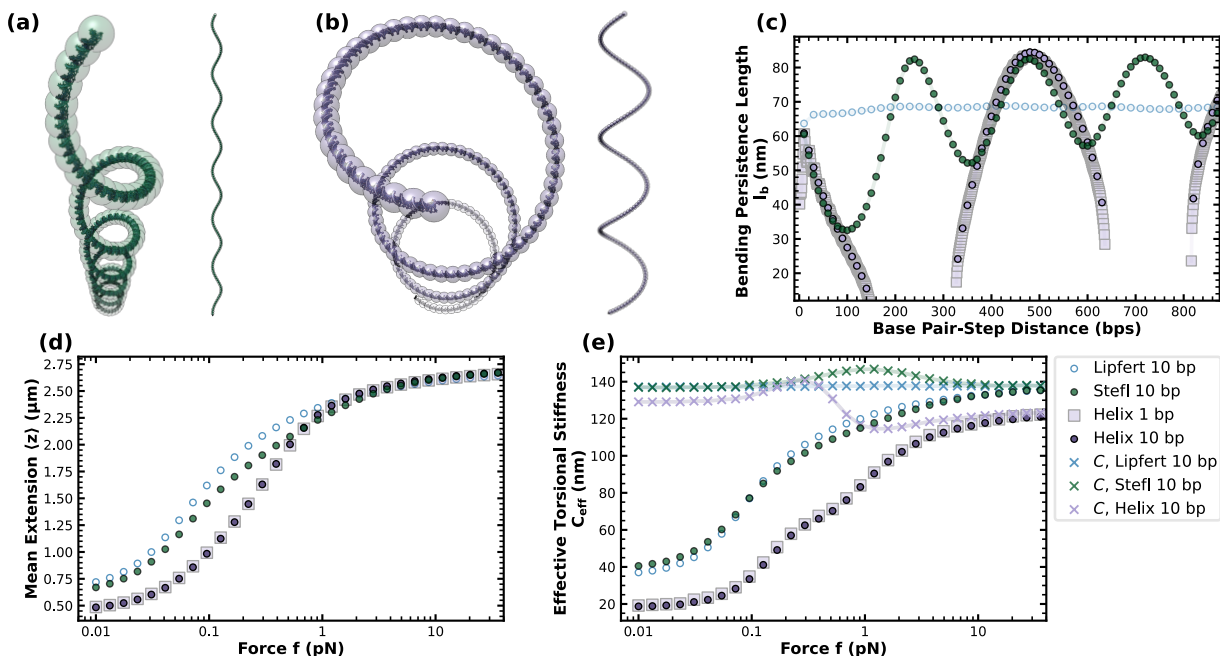 (a)
(b)
(c)
Bending Persistence Length
l_b (nm)
90
80
70
60
50
40
30
20
0 100 200 300 400 500 600 700 800
Base Pair-Step Distance (bps)
(d)
Mean Extension ⟨z⟩ (μm)
2.75
2.50
2.25
2.00
1.75
1.50
1.25
1.00
0.75
0.50
0.01 0.1 1 10
Force f (pN)
(e)
Effective Torsional Stiffness
C_eff (nm)
140
120
100
80
60
40
20
0.01 0.1 1 10
Force f (pN)
Lipfert 10 bp
Stefl 10 bp
Helix 1 bp
Helix 10 bp
C, Lipfert 10 bp
C, Stefl 10 bp
C, Helix 10 bp